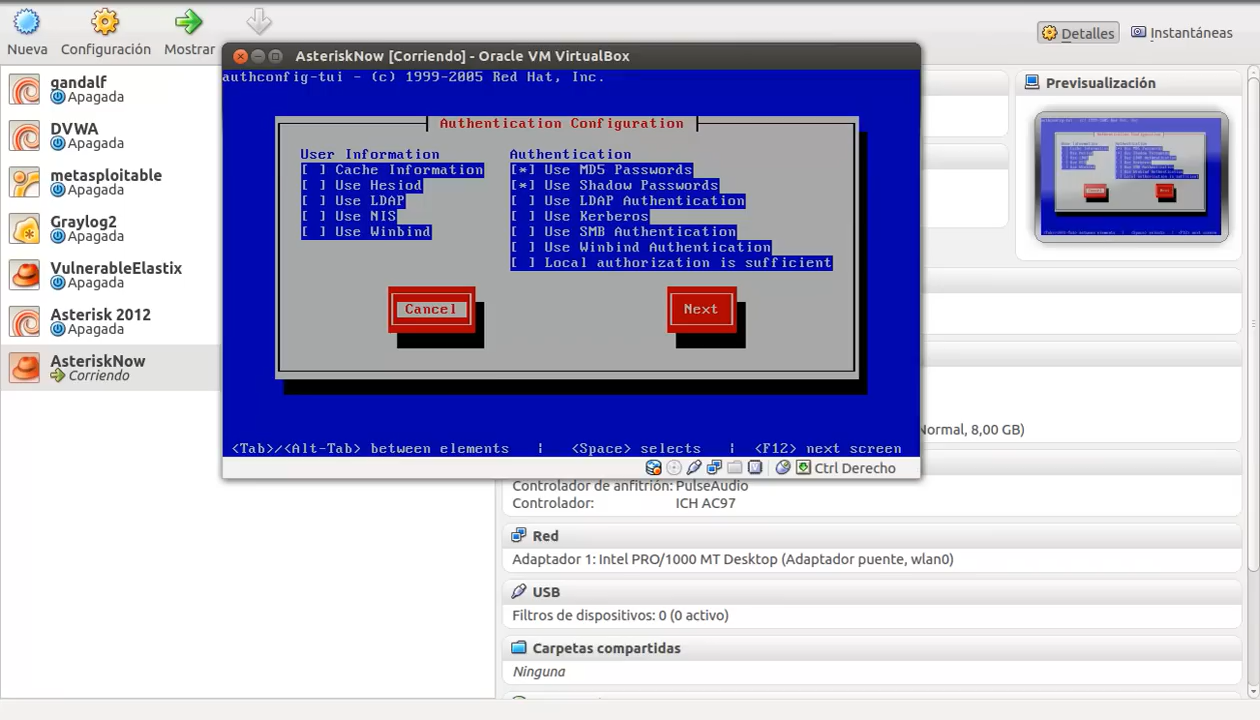 Nueva
Configuración
Mostrar
Detalles
Instantáneas
gandalf
Apagada
DVWA
Apagada
metasploitable
Apagada
Graylog2
Apagada
VulnerableElastix
Apagada
Asterisk 2012
Apagada
AsteriskNow
Corriendo
AsteriskNow [Corriendo] - Oracle VM VirtualBox
authconfig-tui - (c) 1999-2005 Red Hat, Inc.
Authentication Configuration
User Information
[ ] Cache Information
[ ] Use Hesiod
[ ] Use LDAP
[ ] Use NIS
[ ] Use Winbind
Authentication
[*] Use MD5 Passwords
[*] Use Shadow Passwords
[ ] Use LDAP Authentication
[ ] Use Kerberos
[ ] Use SMB Authentication
[ ] Use Winbind Authentication
[ ] Local authorization is sufficient
Cancel
Next
<Tab>/<Alt-Tab> between elements | <Space> selects | <F12> next screen
Ctrl Derecho
Previsualización
Normal, 8,00 GB)
Controlador de anfitrión: PulseAudio
Controlador: ICH AC97
Red
Adaptador 1: Intel PRO/1000 MT Desktop (Adaptador puente, wlan0)
USB
Filtros de dispositivos: 0 (0 activo)
Carpetas compartidas
Ninguna